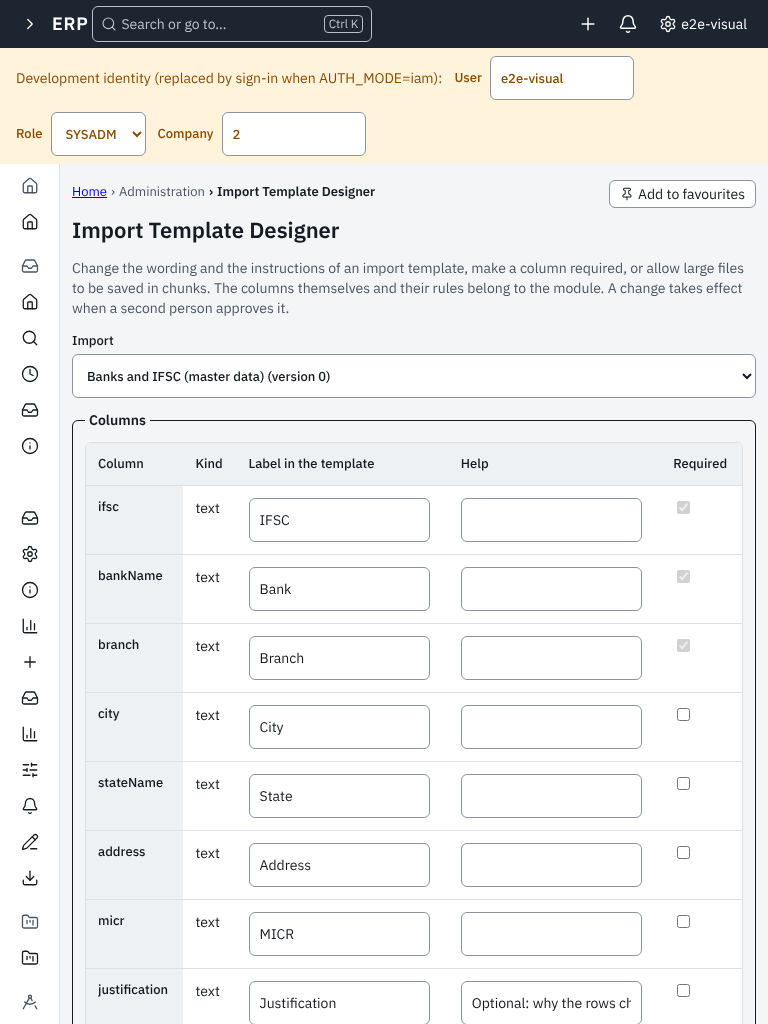 ERP
Search or go to...
Ctrl K
e2e-visual
Development identity (replaced by sign-in when AUTH_MODE=iam):
User
e2e-visual
Role
SYSADM
Company
2
Home › Administration › Import Template Designer
Add to favourites
Import Template Designer
Change the wording and the instructions of an import template, make a column required, or allow large files
to be saved in chunks. The columns themselves and their rules belong to the module. A change takes effect
when a second person approves it.
Import
Banks and IFSC (master data) (version 0)
Columns
Column Kind Label in the template Help Required
ifsc text IFSC
bankName text Bank
branch text Branch
city text City
stateName text State
address text Address
micr text MICR
justification text Justification Optional: why the rows ch